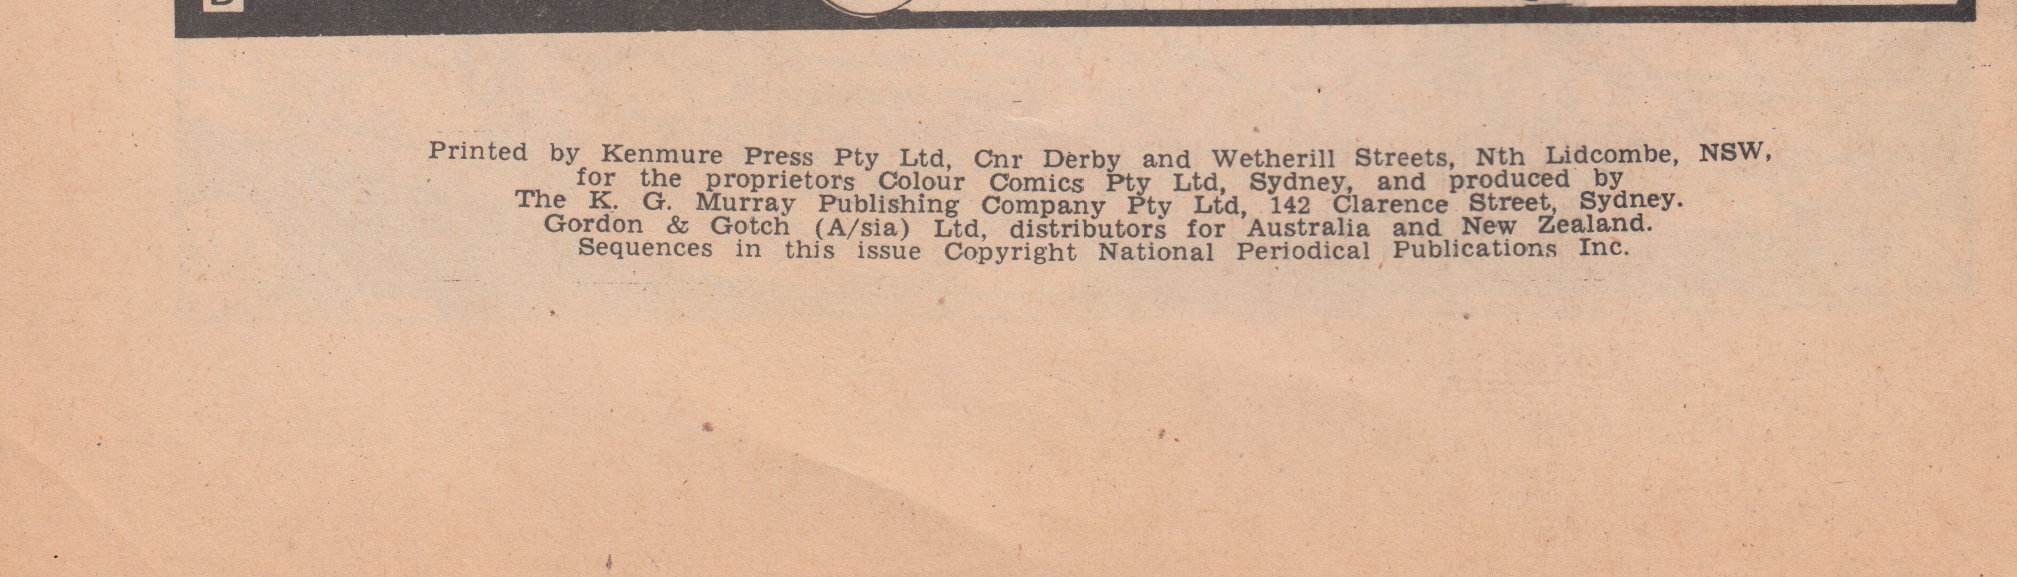 Printed by Kenmure Press Pty Ltd, Cnr Derby and Wetherill Streets, Nth Lidcombe, NSW,
for the proprietors Colour Comics Pty Ltd, Sydney, and produced by
The K. G. Murray Publishing Company Pty Ltd, 142 Clarence Street, Sydney.
Gordon & Gotch (A/sia) Ltd, distributors for Australia and New Zealand.
Sequences in this issue Copyright National Periodical Publications Inc.